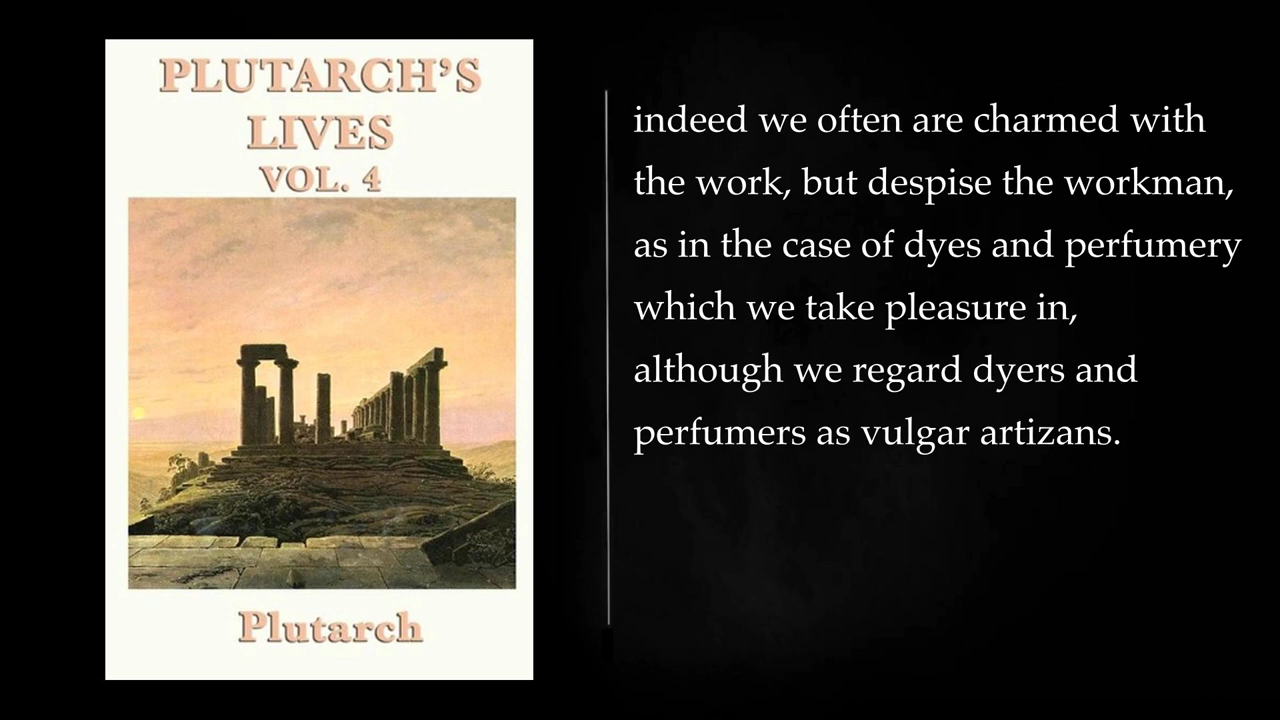 PLUTARCH'S
LIVES
VOL. 4
Plutarch
indeed we often are charmed with
the work, but despise the workman,
as in the case of dyes and perfumery
which we take pleasure in,
although we regard dyers and
perfumers as vulgar artizans.